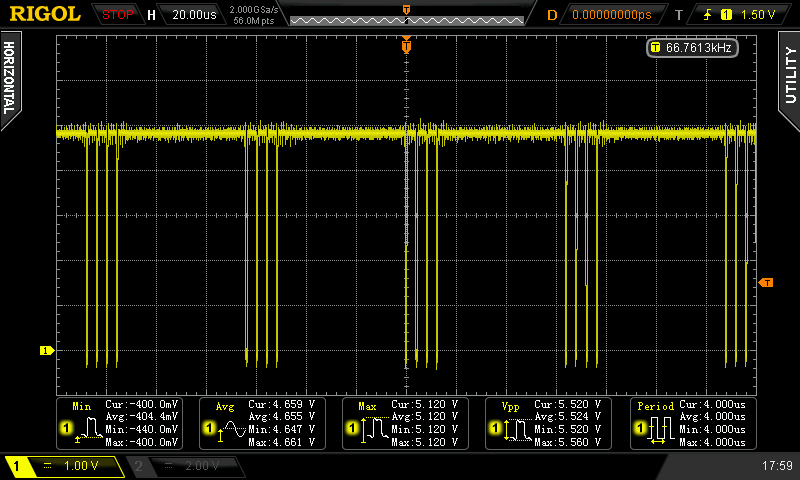 RIGOL STOP H 20.00us 2.000GSa/s 56.0M pts T D 0.00000000ps T 1 1.50 V
HORIZONTAL
UTILITY
T
T 66.7613kHz
T
1
Min
1
Cur:-400.0mV
Avg:-404.4mV
Min:-440.0mV
Max:-400.0mV
Avg
1
Cur:4.659 V
Avg:4.655 V
Min:4.647 V
Max:4.661 V
Max
1
Cur:5.120 V
Avg:5.120 V
Min:5.120 V
Max:5.120 V
Vpp
1
Cur:5.520 V
Avg:5.524 V
Min:5.520 V
Max:5.560 V
Period
1
Cur:4.000us
Avg:4.000us
Min:4.000us
Max:4.000us
1 1.00 V 2 2.00 V 17:59